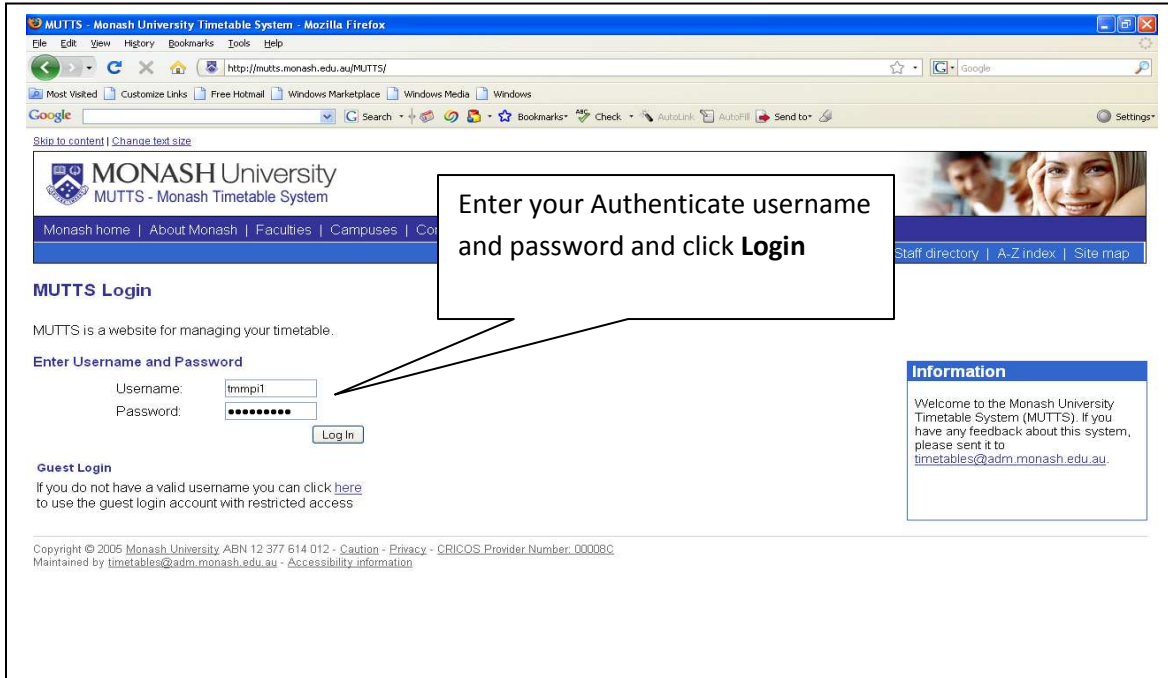 MUTTS - Monash University Timetable System - Mozilla Firefox
File Edit View History Bookmarks Tools Help
http://mutts.monash.edu.au/MUTTS/
G Google
Most Visited Customize Links Free Hotmail Windows Marketplace Windows Media Windows
Google G Search Bookmarks ABC Check AutoLink AutoFill Send to Settings
Skip to content | Change text size
MONASH University
MUTTS - Monash Timetable System
Monash home | About Monash | Faculties | Campuses |
Staff directory | A-Z index | Site map
Enter your Authenticate username
and password and click Login
MUTTS Login
MUTTS is a website for managing your timetable.
Enter Username and Password
Username: tmmpi1
Password: •••••••••
Log In
Guest Login
If you do not have a valid username you can click here
to use the guest login account with restricted access
Information
Welcome to the Monash University
Timetable System (MUTTS). If you
have any feedback about this system,
please sent it to
timetables@adm.monash.edu.au.
Copyright © 2005 Monash University ABN 12 377 614 012 - Caution - Privacy - CRICOS Provider Number: 00008C
Maintained by timetables@adm.monash.edu.au - Accessibility information